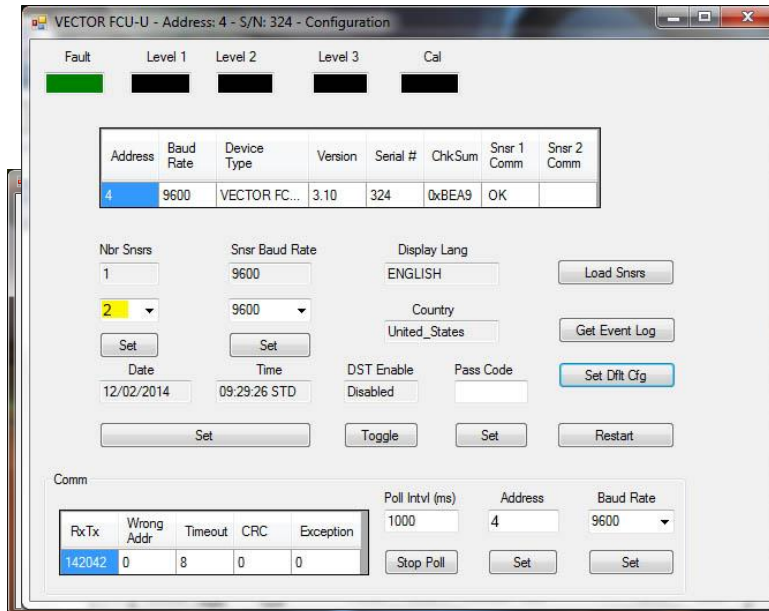 VECTOR FCU-U - Address: 4 - S/N: 324 - Configuration
Fault Level 1 Level 2 Level 3 Cal
Address Baud Rate Device Type Version Serial # ChkSum Snsr 1 Comm Snsr 2 Comm
4 9600 VECTOR FC... 3.10 324 0xBEA9 OK
Nbr Snsrs Snsr Baud Rate Display Lang
1 9600 ENGLISH Load Snsrs
2 9600 Country
United_States Get Event Log
Set Set
Date Time DST Enable Pass Code Set Dflt Cfg
12/02/2014 09:29:26 STD Disabled
Set Toggle Set Restart
Comm
Poll Intvl (ms) Address Baud Rate
RxTx Wrong Addr Timeout CRC Exception 1000 4 9600
142042 0 8 0 0 Stop Poll Set Set